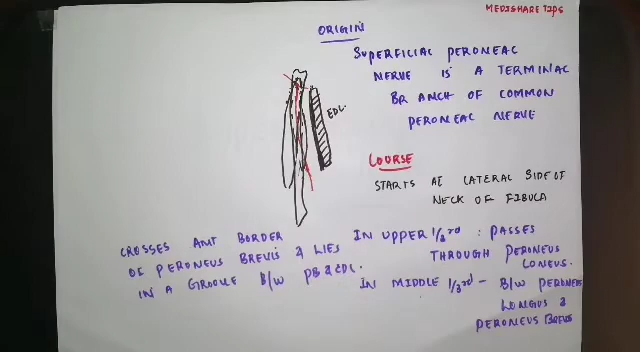 MEDISHARE TIPS
ORIGIN
SUPERFICIAL PERONEAL
NERVE IS A TERMINAL
BRANCH OF COMMON
PERONEAL NERVE
EDL
COURSE
STARTS AT LATERAL SIDE OF
NECK OF FIBULA
IN UPPER 1/3rd : PASSES
THROUGH PERONEUS
LONGUS.
IN MIDDLE 1/3rd - B/W PERONEUS
LONGUS &
PERONEUS BREVIS
CROSSES ANT BORDER
OF PERONEUS BREVIS & LIES
IN A GROOVE B/W PB & EDL.